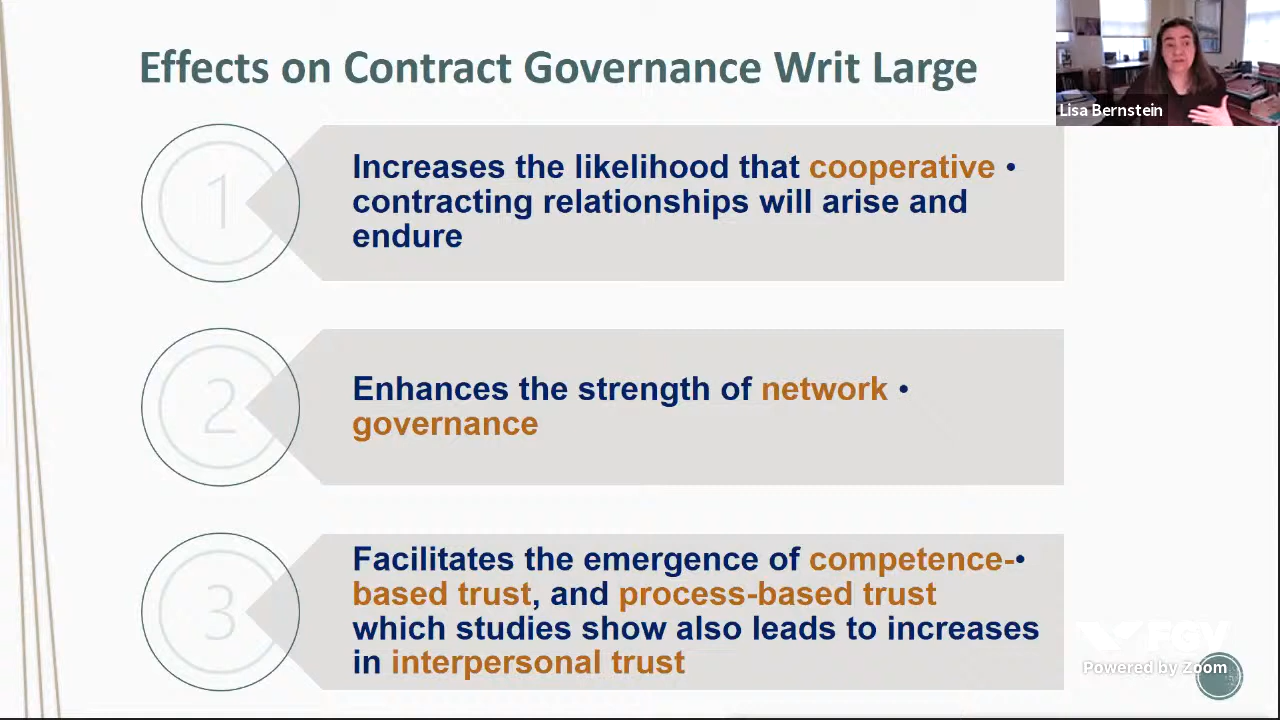 Effects on Contract Governance Writ Large
Lisa Bernstein
1
Increases the likelihood that cooperative •
contracting relationships will arise and
endure
2
Enhances the strength of network •
governance
3
Facilitates the emergence of competence-•
based trust, and process-based trust
which studies show also leads to increases
in interpersonal trust
FGV
Powered by Zoom